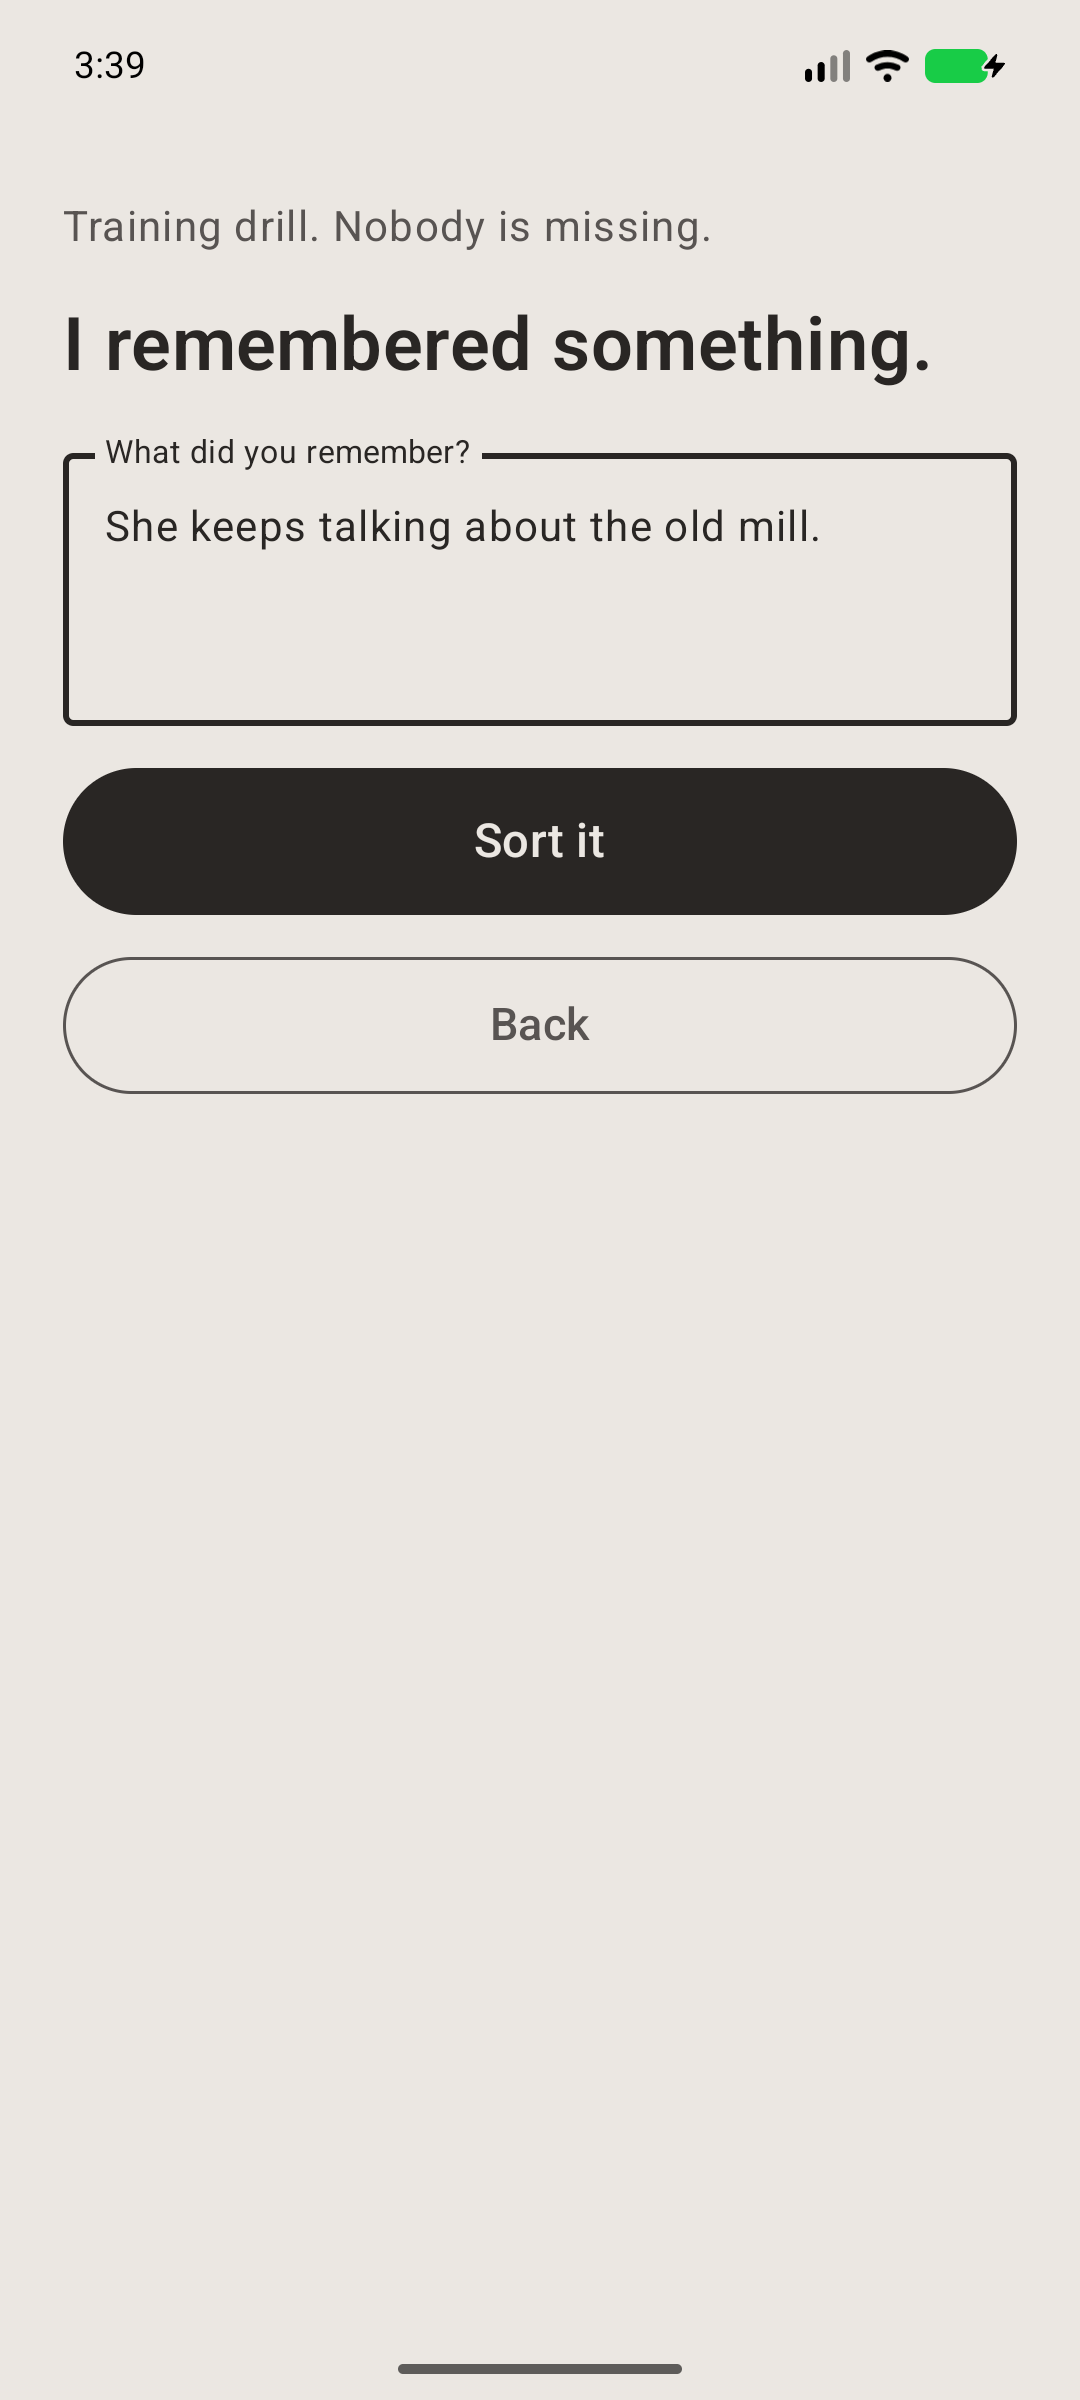 3:39
Training drill. Nobody is missing.
I remembered something.
What did you remember?
She keeps talking about the old mill.
Sort it
Back